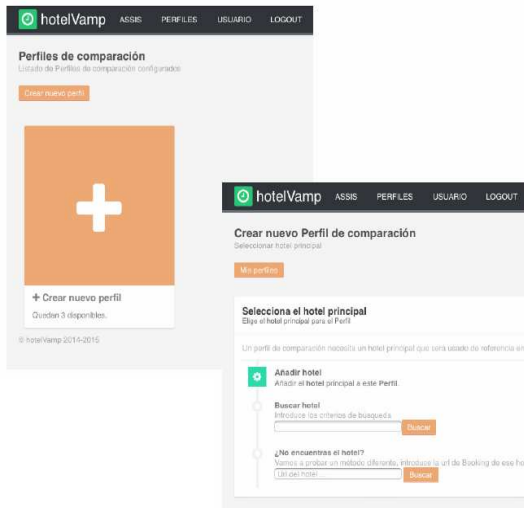 hotelVamp ASSIS PERFILES USUARIO LOGOUT
Perfiles de comparación
Listado de Perfiles de comparación configurados
Crear nuevo perfil
+ Crear nuevo perfil
Quedan 3 disponibles.
© hotelVamp 2014-2015
hotelVamp ASSIS PERFILES USUARIO LOGOUT
Crear nuevo Perfil de comparación
Seleccionar hotel principal
Mis perfiles
Selecciona el hotel principal
Elige el hotel principal para el Perfil
Un perfil de comparación necesita un hotel principal que será usado de referencia en
Añadir hotel
Añadir el hotel principal a este Perfil.
Buscar hotel
Introduce los criterios de búsqueda
Buscar
¿No encuentras el hotel?
Vamos a probar un método diferente, introduce la url de Booking de ese ho
Url del hotel ... Buscar